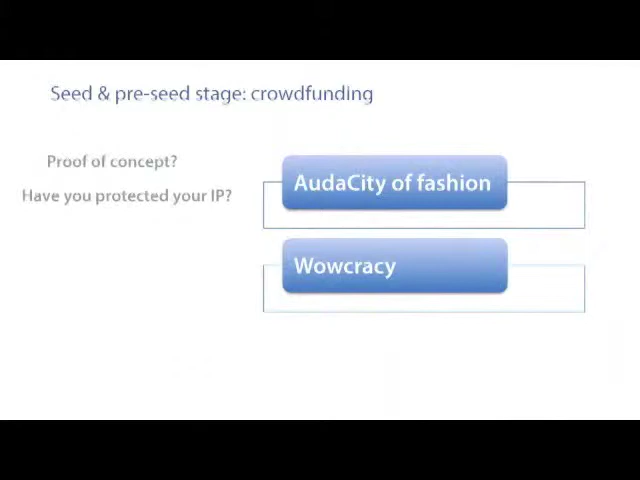 Seed & pre-seed stage: crowdfunding
Proof of concept?
Have you protected your IP?
AudaCity of fashion
Wowcracy